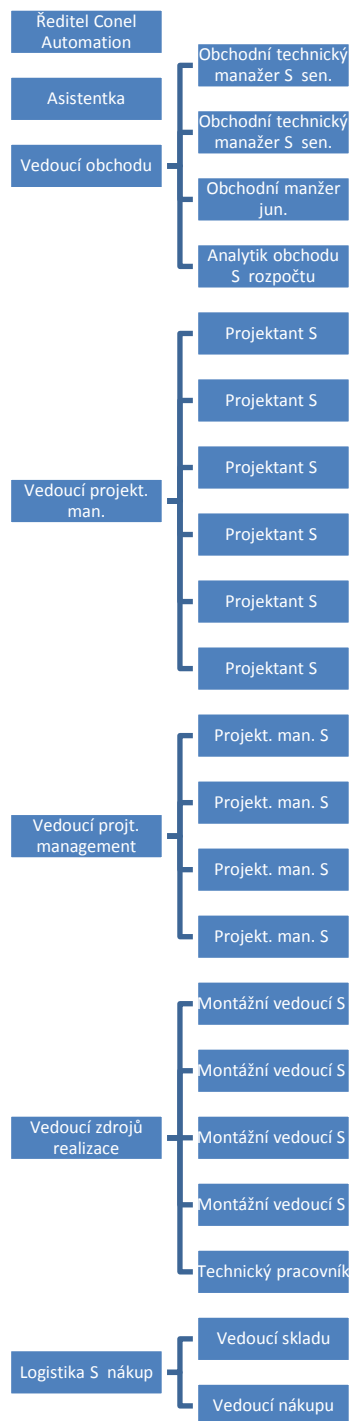 Ředitel Conel
Automation
Asistentka
Vedoucí obchodu
Obchodní technický
manažer S sen.
Obchodní technický
manažer S sen.
Obchodní manžer
jun.
Analytik obchodu
S rozpočtu
Vedoucí projekt.
man.
Projektant S
Projektant S
Projektant S
Projektant S
Projektant S
Projektant S
Vedoucí projt.
management
Projekt. man. S
Projekt. man. S
Projekt. man. S
Projekt. man. S
Vedoucí zdrojů
realizace
Montážní vedoucí S
Montážní vedoucí S
Montážní vedoucí S
Montážní vedoucí S
Technický pracovník
Logistika S nákup
Vedoucí skladu
Vedoucí nákupu